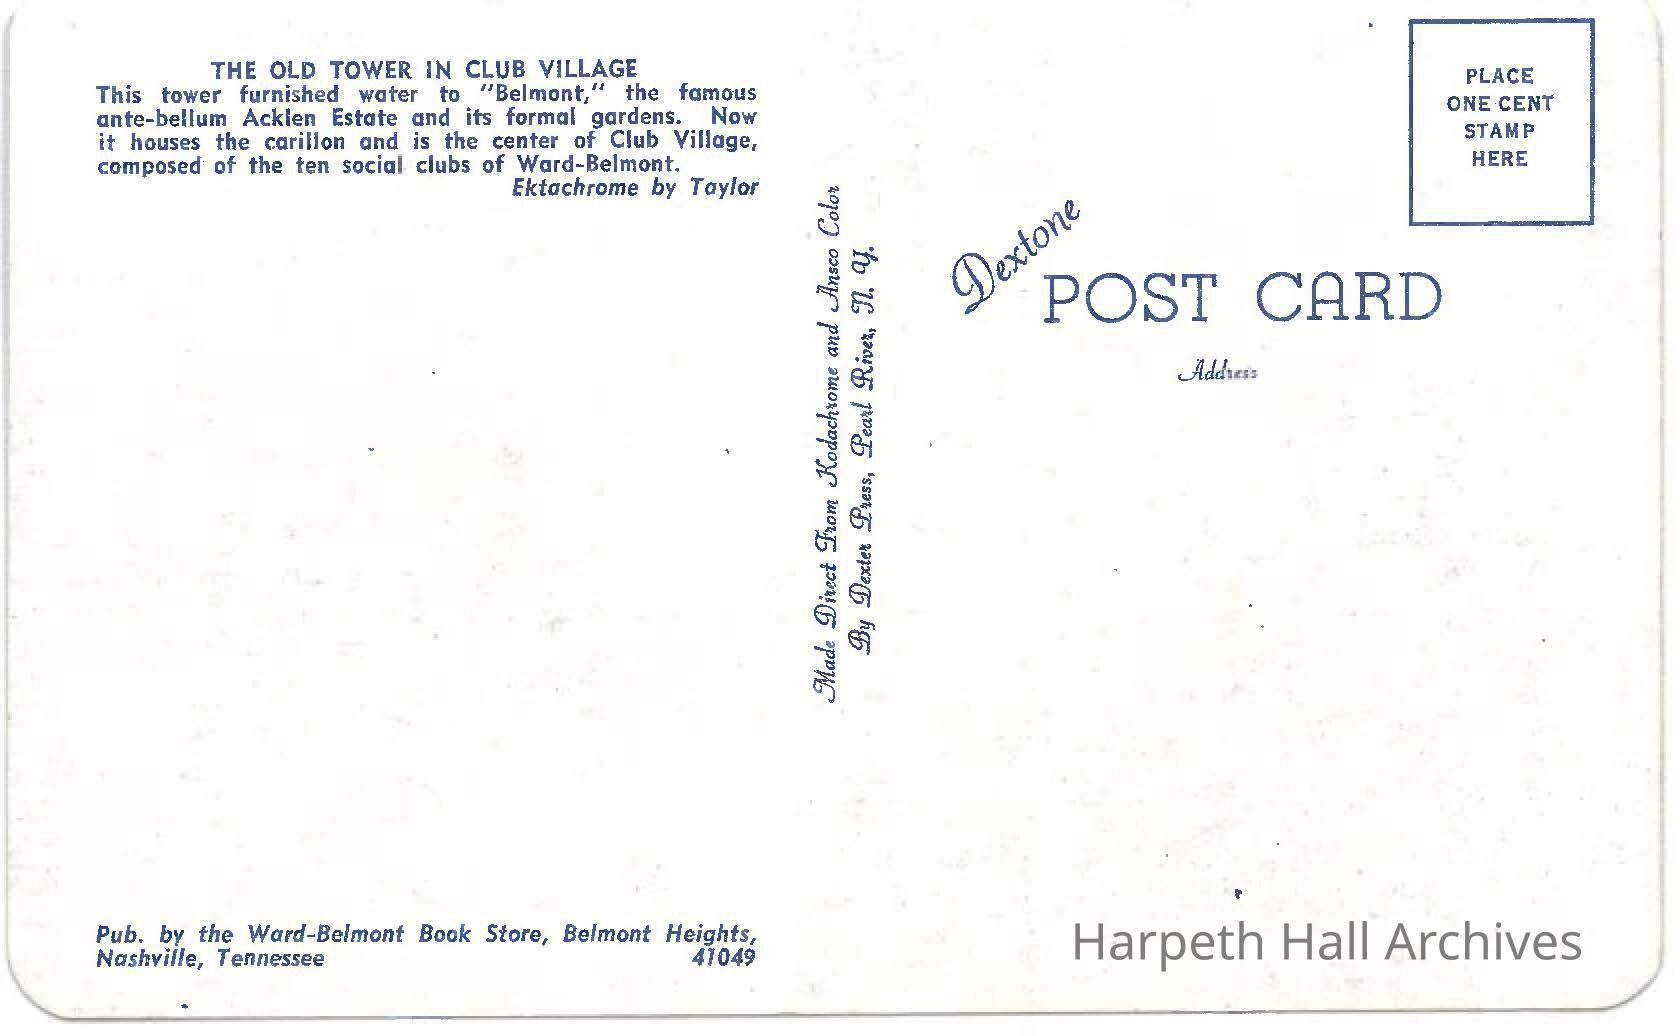 THE OLD TOWER IN CLUB VILLAGE
This tower furnished water to "Belmont," the famous
ante-bellum Acklen Estate and its formal gardens. Now
it houses the carillon and is the center of Club Village,
composed of the ten social clubs of Ward-Belmont.
Ektachrome by Taylor
Pub. by the Ward-Belmont Book Store, Belmont Heights,
Nashville, Tennessee 41049
Made Direct From Kodachrome and Ansco Color
By Dexter Press, Pearl River, N. Y.
PLACE
ONE CENT
STAMP
HERE
Dextone
POST CARD
Address
Harpeth Hall Archives